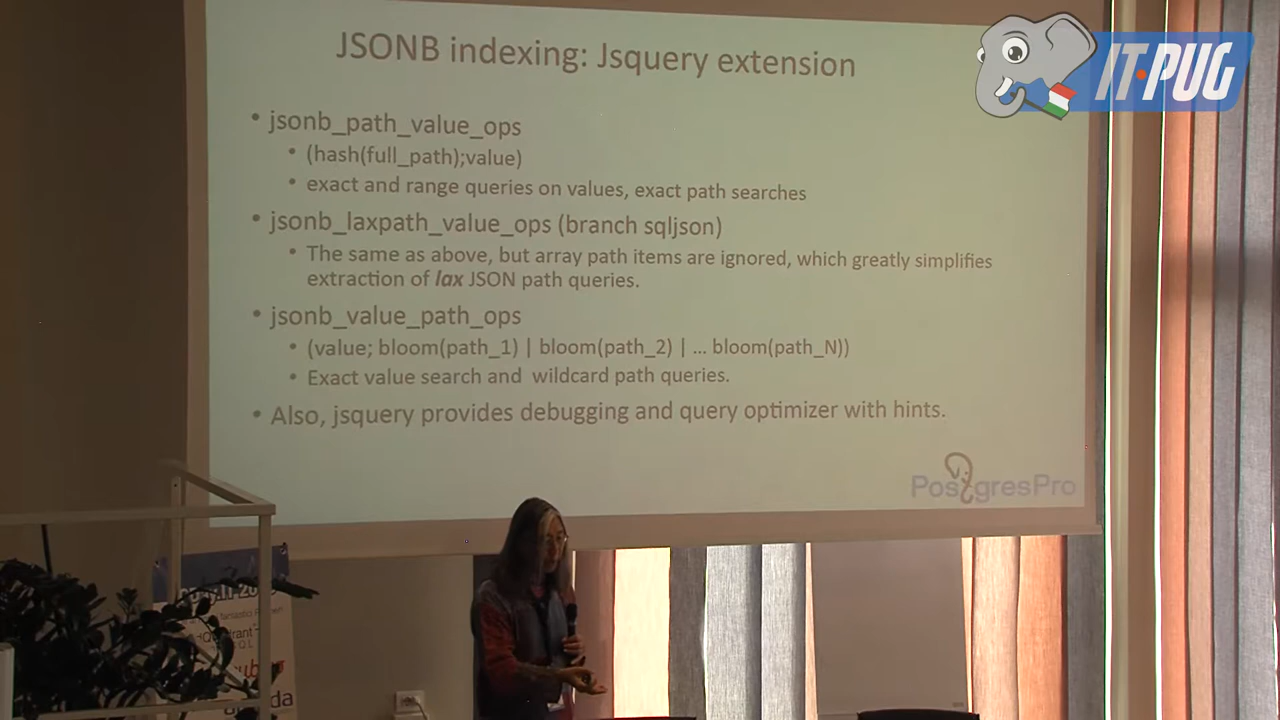 JSONB indexing: Jsquery extension
IT·PUG
• jsonb_path_value_ops
• (hash(full_path);value)
• exact and range queries on values, exact path searches
• jsonb_laxpath_value_ops (branch sqljson)
• The same as above, but array path items are ignored, which greatly simplifies
extraction of lax JSON path queries.
• jsonb_value_path_ops
• (value; bloom(path_1) | bloom(path_2) | … bloom(path_N))
• Exact value search and wildcard path queries.
• Also, jsquery provides debugging and query optimizer with hints.
PostgresPro